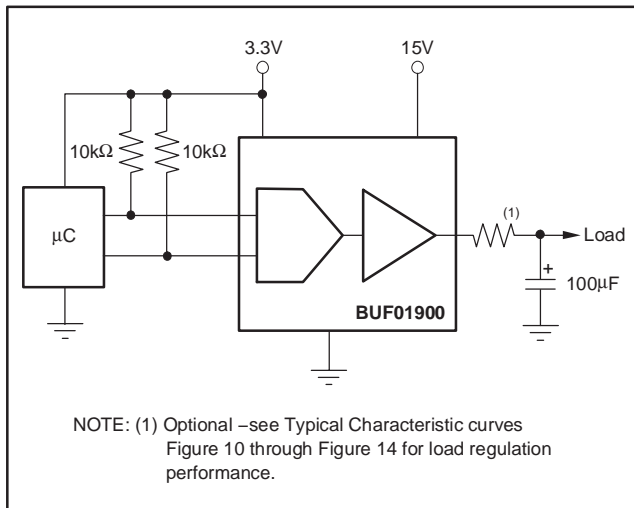 3.3V
15V
10kΩ
10kΩ
μC
(1)
Load
+
100μF
BUF01900
NOTE: (1) Optional –see Typical Characteristic curves
Figure 10 through Figure 14 for load regulation
performance.